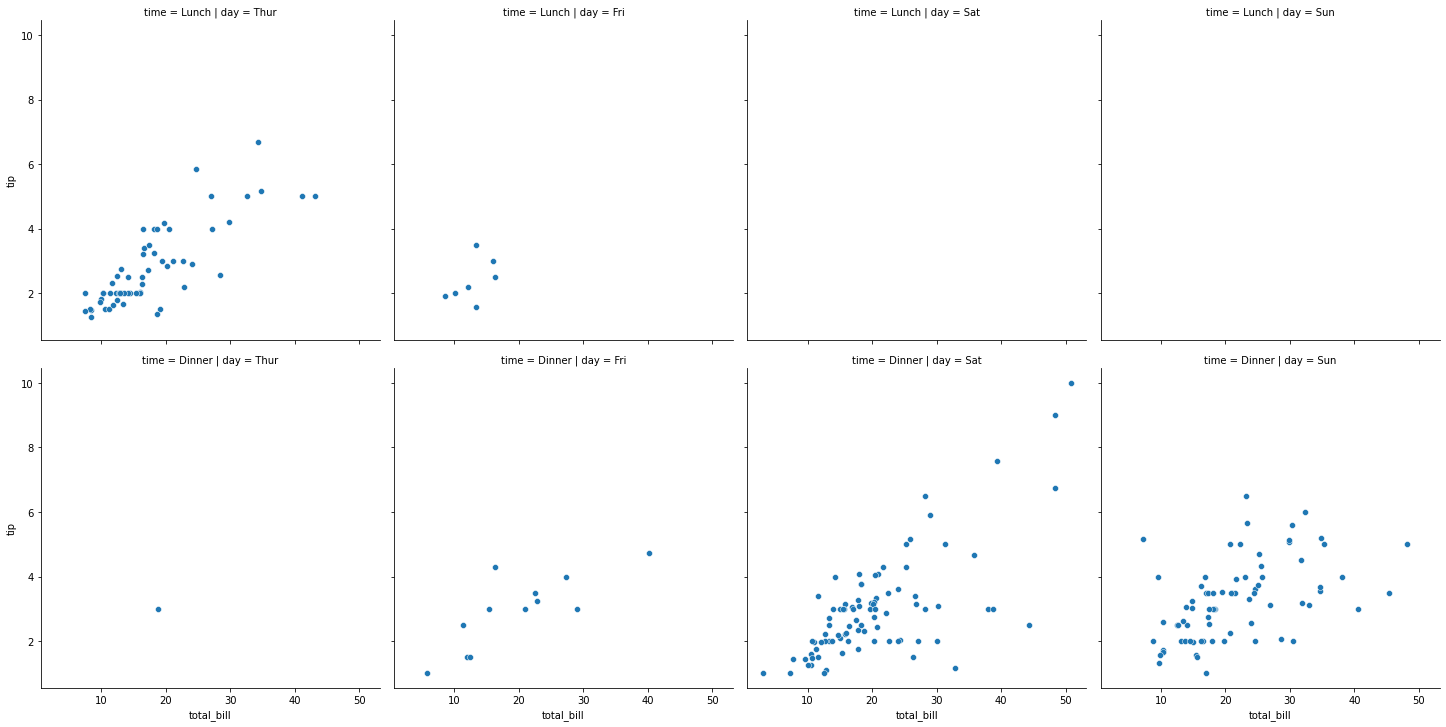 time = Lunch | day = Thur
time = Lunch | day = Fri
time = Lunch | day = Sat
time = Lunch | day = Sun
10
8
6
4
2
tip
time = Dinner | day = Thur
time = Dinner | day = Fri
time = Dinner | day = Sat
time = Dinner | day = Sun
10
8
6
4
2
tip
10 20 30 40 50
10 20 30 40 50
10 20 30 40 50
10 20 30 40 50
total_bill
total_bill
total_bill
total_bill